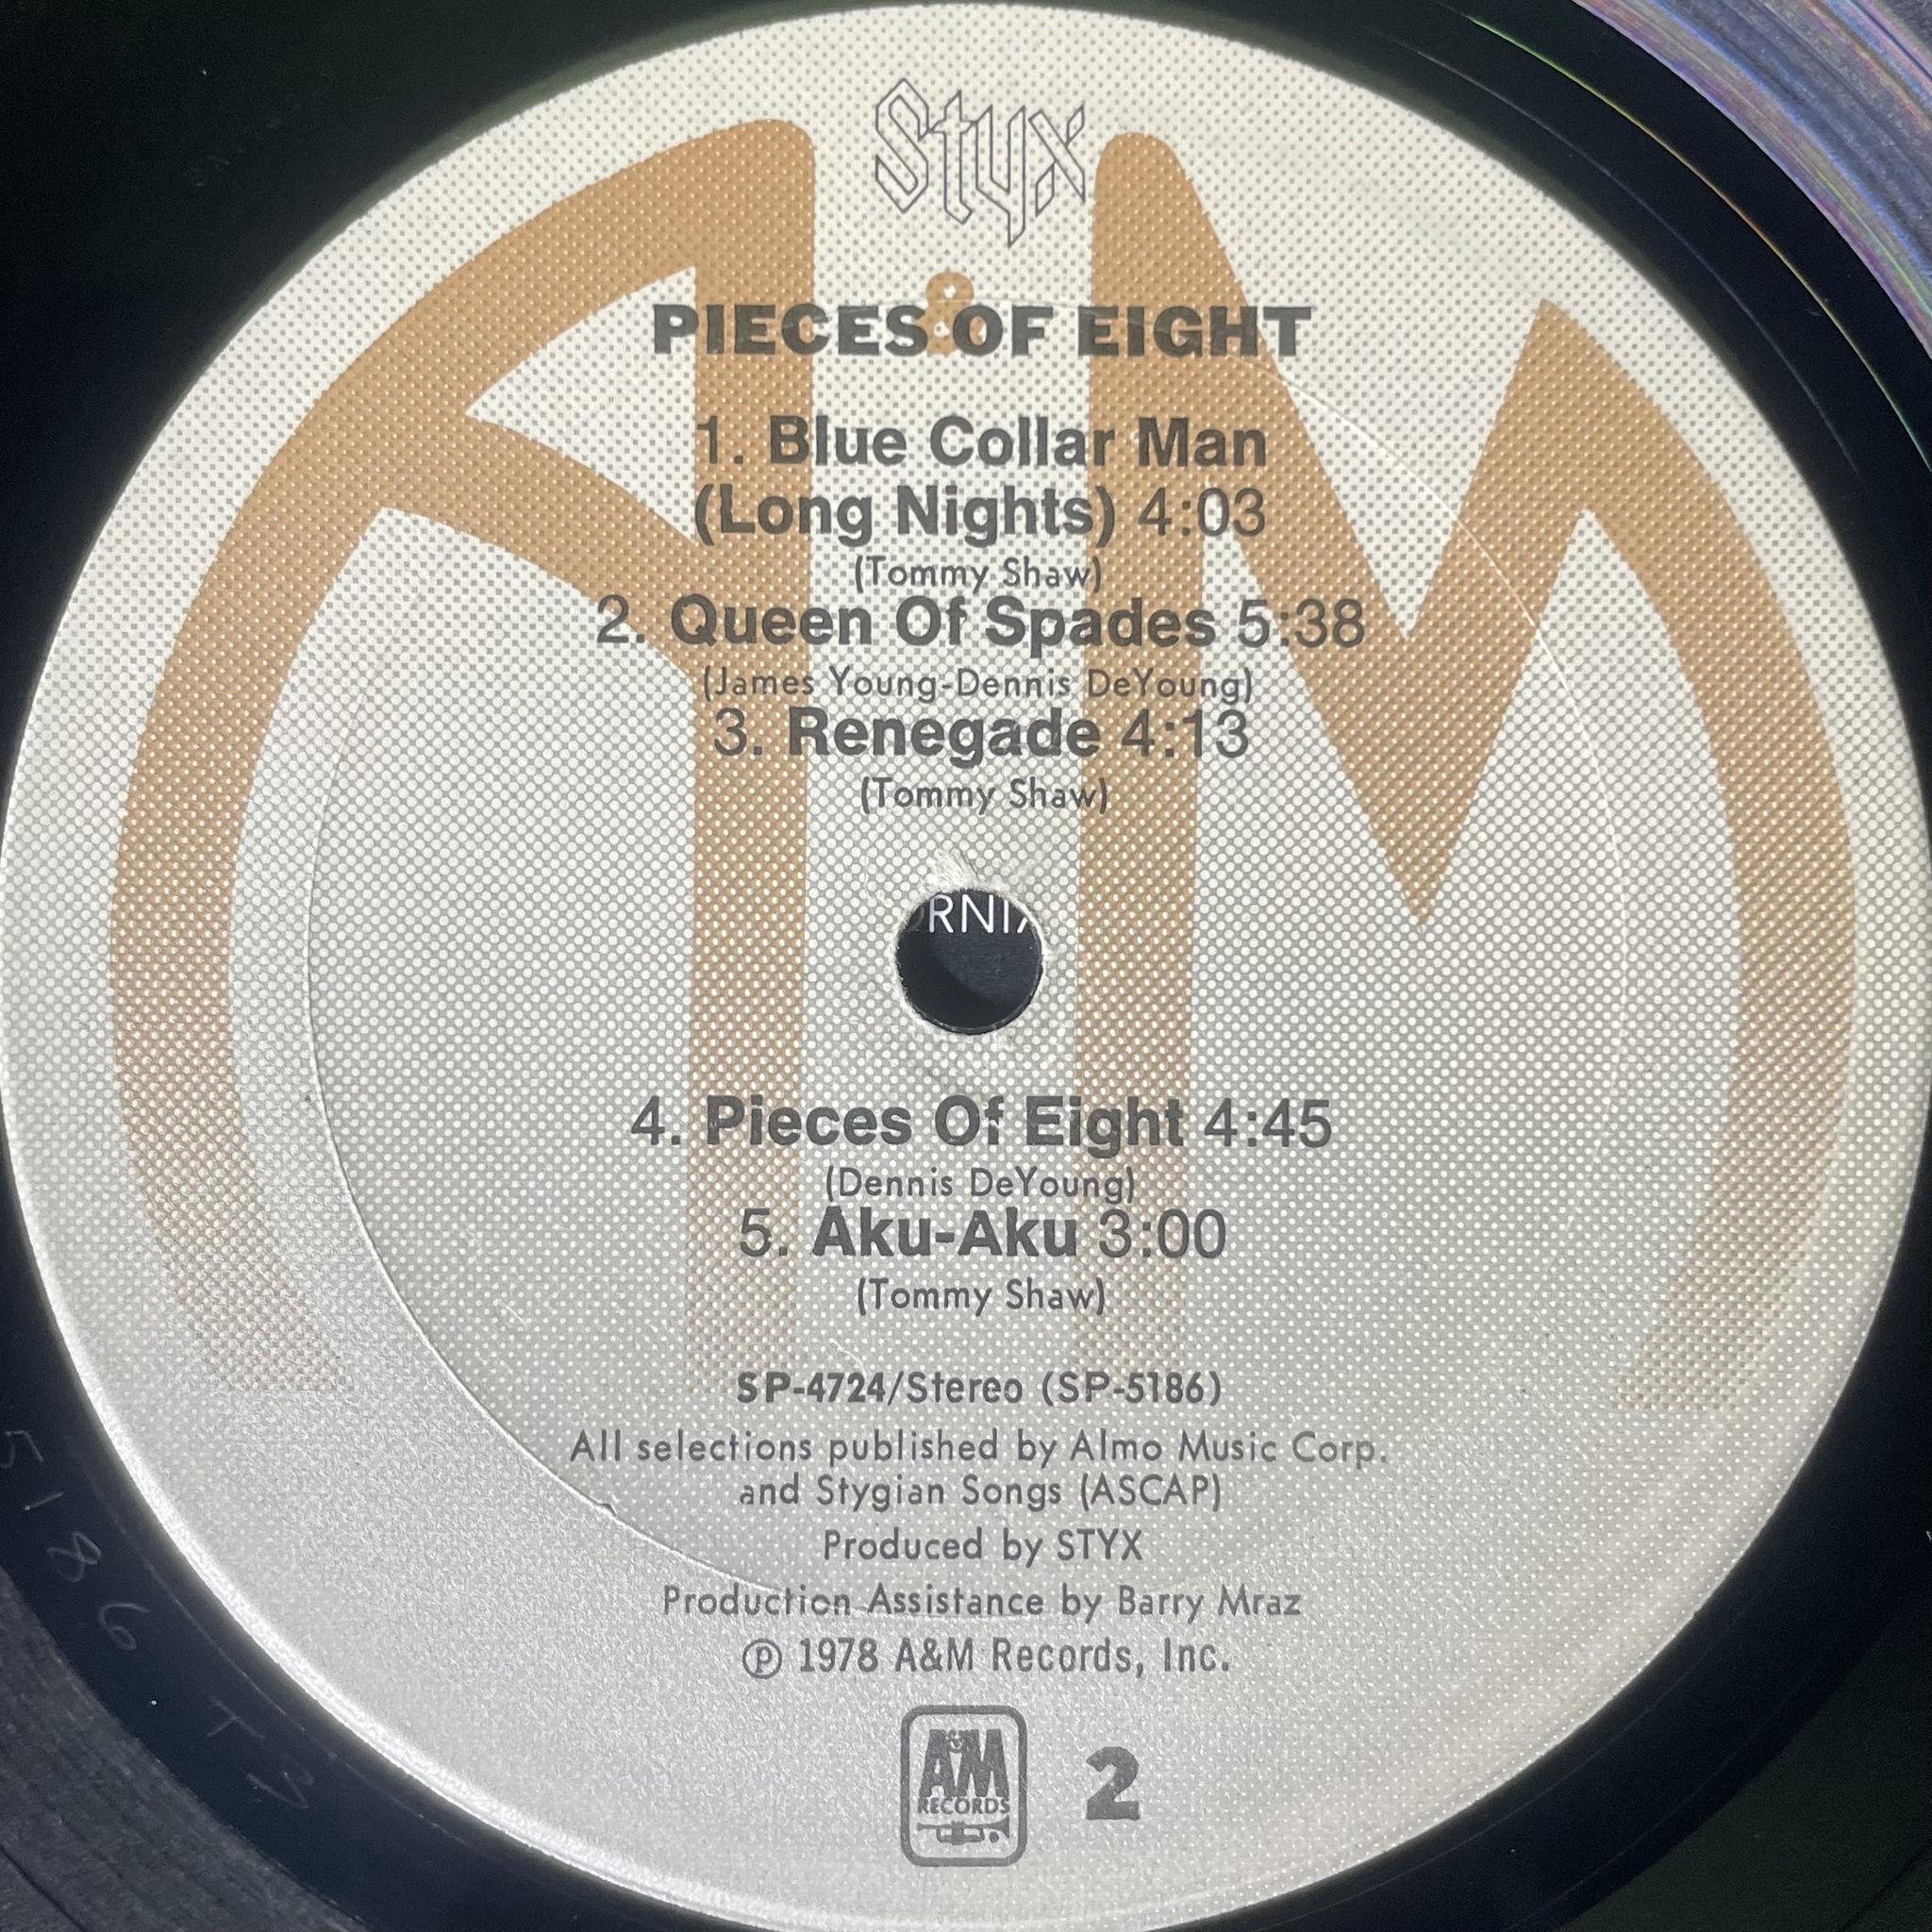 Styx
&
PIECES OF EIGHT
1. Blue Collar Man
(Long Nights) 4:03
(Tommy Shaw)
2. Queen Of Spades 5:38
(James Young-Dennis DeYoung)
3. Renegade 4:13
(Tommy Shaw)
RNI
4. Pieces Of Eight 4:45
(Dennis DeYoung)
5. Aku-Aku 3:00
(Tommy Shaw)
SP-4724/Stereo (SP-5186)
All selections published by Almo Music Corp.
and Stygian Songs (ASCAP)
Produced by STYX
Production Assistance by Barry Mraz
℗ 1978 A&M Records, Inc.
A&M
RECORDS
2
5186 T